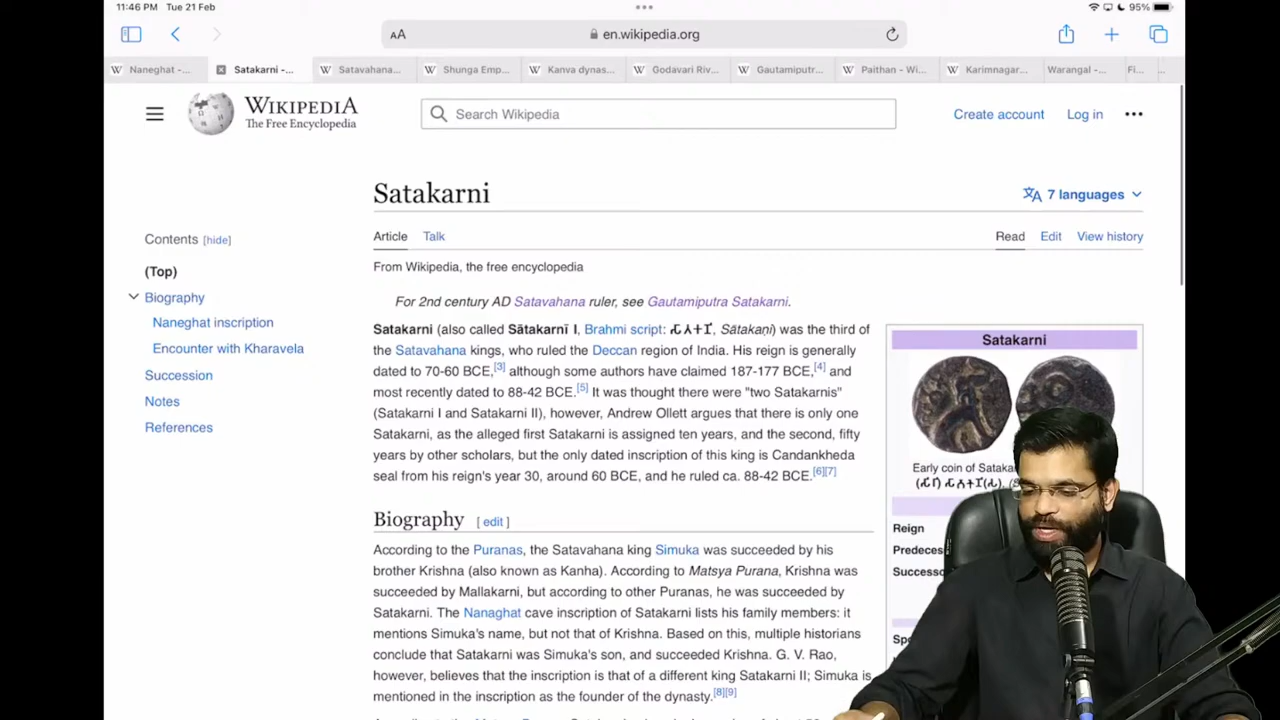 11:46 PM Tue 21 Feb
95%
AA
en.wikipedia.org
Naneghat -...
Satakarni -...
Satavahana...
Shunga Emp...
Kanva dynas...
Godavari Riv...
Gautamiputr...
Paithan - Wi...
Karimnagar...
Warangal -...
Fi...
WIKIPEDIA
The Free Encyclopedia
Search Wikipedia
Create account
Log in
Satakarni
7 languages
Contents [hide]
(Top)
Biography
Naneghat inscription
Encounter with Kharavela
Succession
Notes
References
Article Talk
Read Edit View history
From Wikipedia, the free encyclopedia
For 2nd century AD Satavahana ruler, see Gautamiputra Satakarni.
Satakarni (also called Sātakarnī I, Brahmi script: 𑀲𑀸𑀢𑀓𑀡𑀺, Sātakaṇi) was the third of
the Satavahana kings, who ruled the Deccan region of India. His reign is generally
dated to 70-60 BCE,[3] although some authors have claimed 187-177 BCE,[4] and
most recently dated to 88-42 BCE.[5] It was thought there were "two Satakarnis"
(Satakarni I and Satakarni II), however, Andrew Ollett argues that there is only one
Satakarni, as the alleged first Satakarni is assigned ten years, and the second, fifty
years by other scholars, but the only dated inscription of this king is Candankheda
seal from his reign's year 30, around 60 BCE, and he ruled ca. 88-42 BCE.[6][7]
Biography [ edit ]
According to the Puranas, the Satavahana king Simuka was succeeded by his
brother Krishna (also known as Kanha). According to Matsya Purana, Krishna was
succeeded by Mallakarni, but according to other Puranas, he was succeeded by
Satakarni. The Nanaghat cave inscription of Satakarni lists his family members: it
mentions Simuka's name, but not that of Krishna. Based on this, multiple historians
conclude that Satakarni was Simuka's son, and succeeded Krishna. G. V. Rao,
however, believes that the inscription is that of a different king Satakarni II; Simuka is
mentioned in the inscription as the founder of the dynasty.[8][9]
Satakarni
Early coin of Sataka
Reign
Predeces
Success
Spo